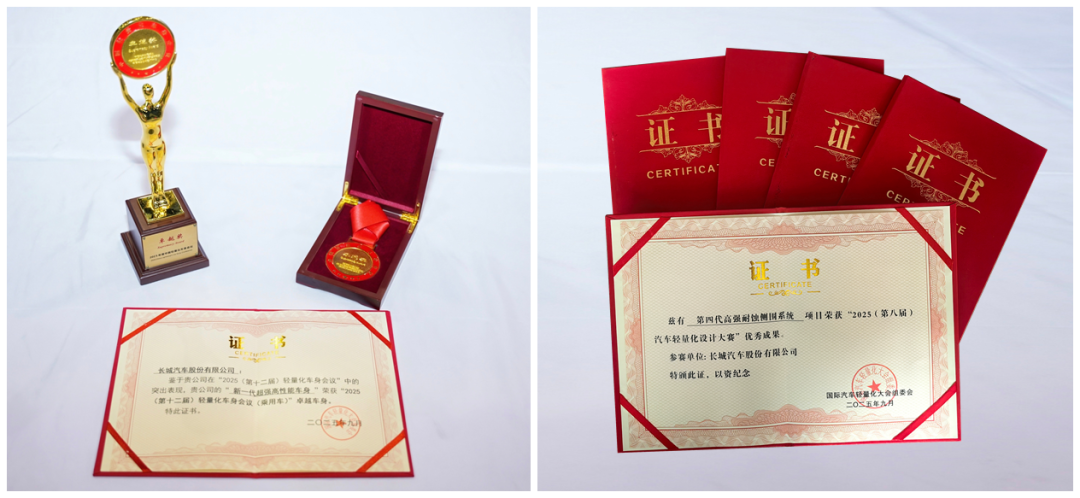 卓越奖
证书
长城汽车股份有限公司：
鉴于贵公司在“2025（第十二届）轻量化车身会议”中的
突出表现，贵公司的“ 新一代超强高性能车身 ”荣获“2025
（第十二届）轻量化车身会议（乘用车）”卓越车身。
特此证书。
二〇二五年九月
证书
CERTIFICATE
证书
CERTIFICATE
证书
CERTIFICATE
证书
CERTIFICATE
证书
CERTIFICATE
兹有 第四代高强耐蚀侧围系统 项目荣获“2025（第八届）
汽车轻量化设计大赛”优秀成果。
参赛单位：长城汽车股份有限公司
特颁此证，以资纪念
国际汽车轻量化大会组委会
二〇二五年九月